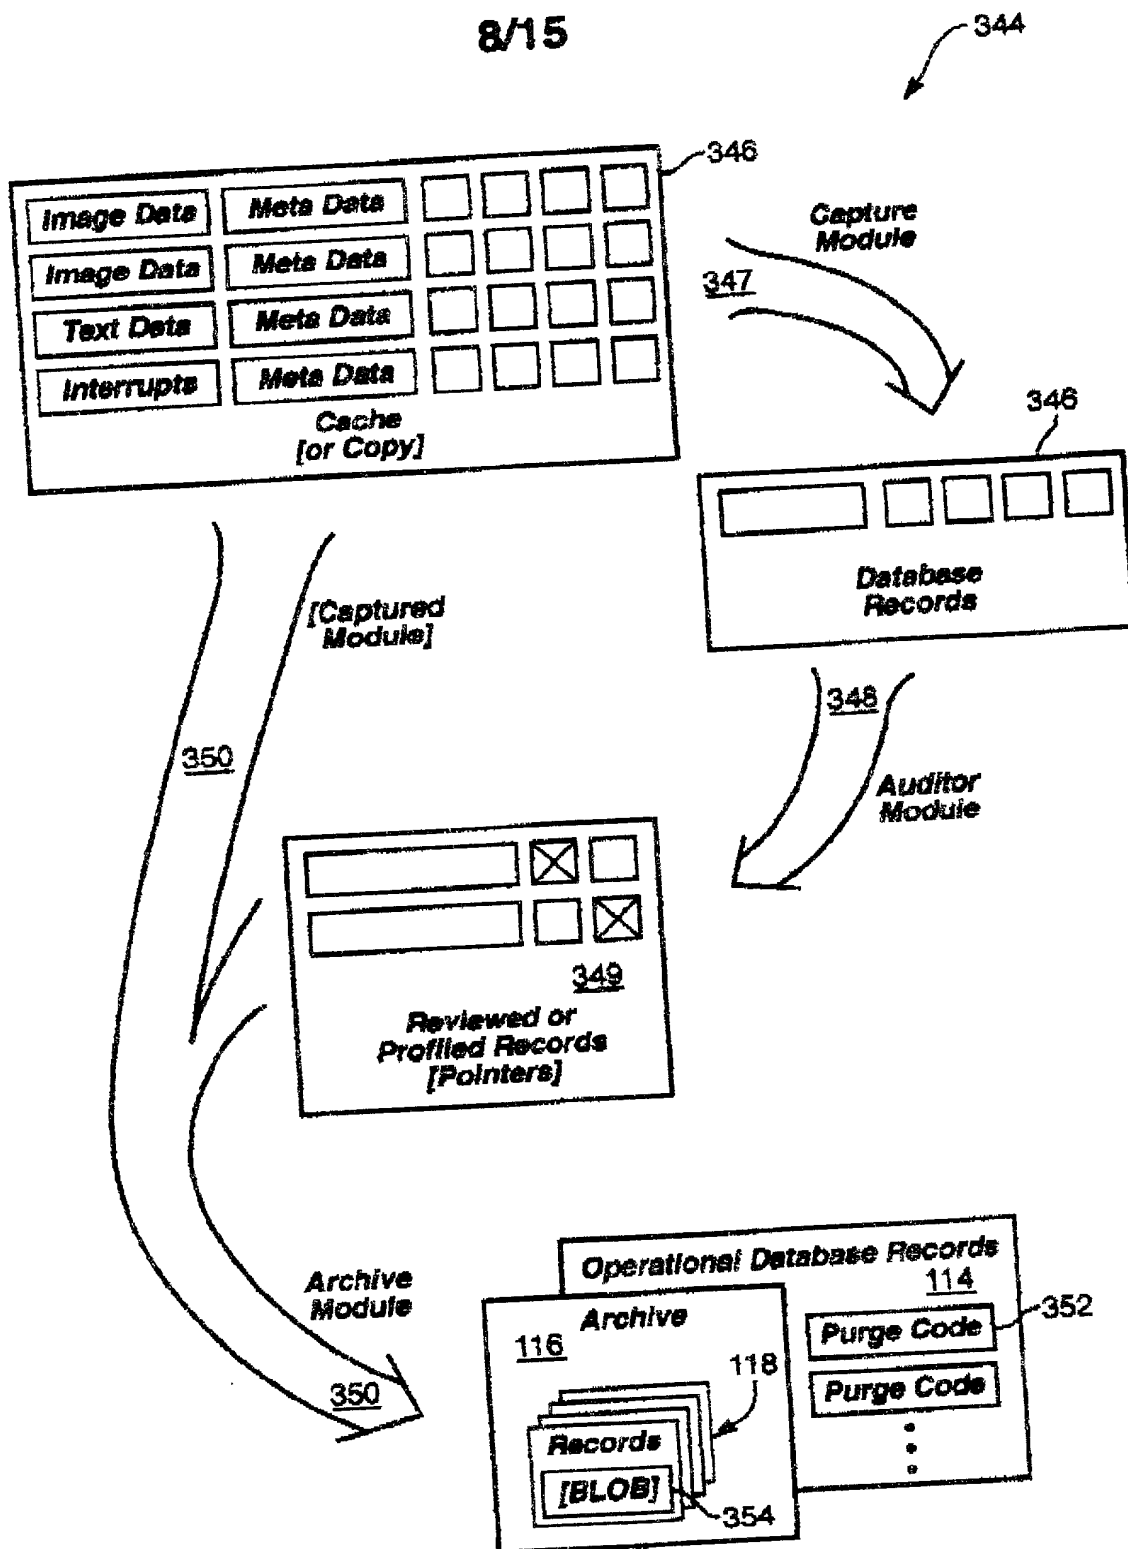 8/15
344
346
Image Data Meta Data
Image Data Meta Data
Text Data Meta Data
Interrupts Meta Data
Cache
[or Copy]
Capture
Module
347
346
Database
Records
[Captured
Module]
348
350
Auditor
Module
349
Reviewed or
Profiled Records
[Pointers]
Archive
Module
350
Operational Database Records
114
352
Purge Code
Purge Code
Archive
116
118
Records
[BLOB]
354